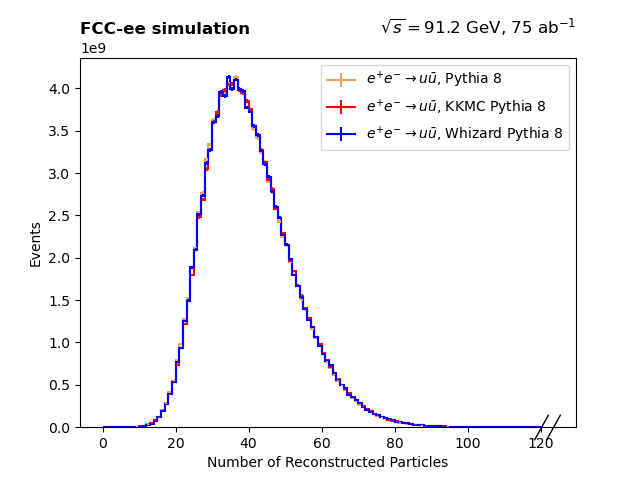 FCC-ee simulation
√s = 91.2 GeV, 75 ab⁻¹
1e9
4.0
3.5
3.0
2.5
2.0
1.5
1.0
0.5
0.0
Events
e⁺e⁻ → uū, Pythia 8
e⁺e⁻ → uū, KKMC Pythia 8
e⁺e⁻ → uū, Whizard Pythia 8
0 20 40 60 80 100 120
Number of Reconstructed Particles